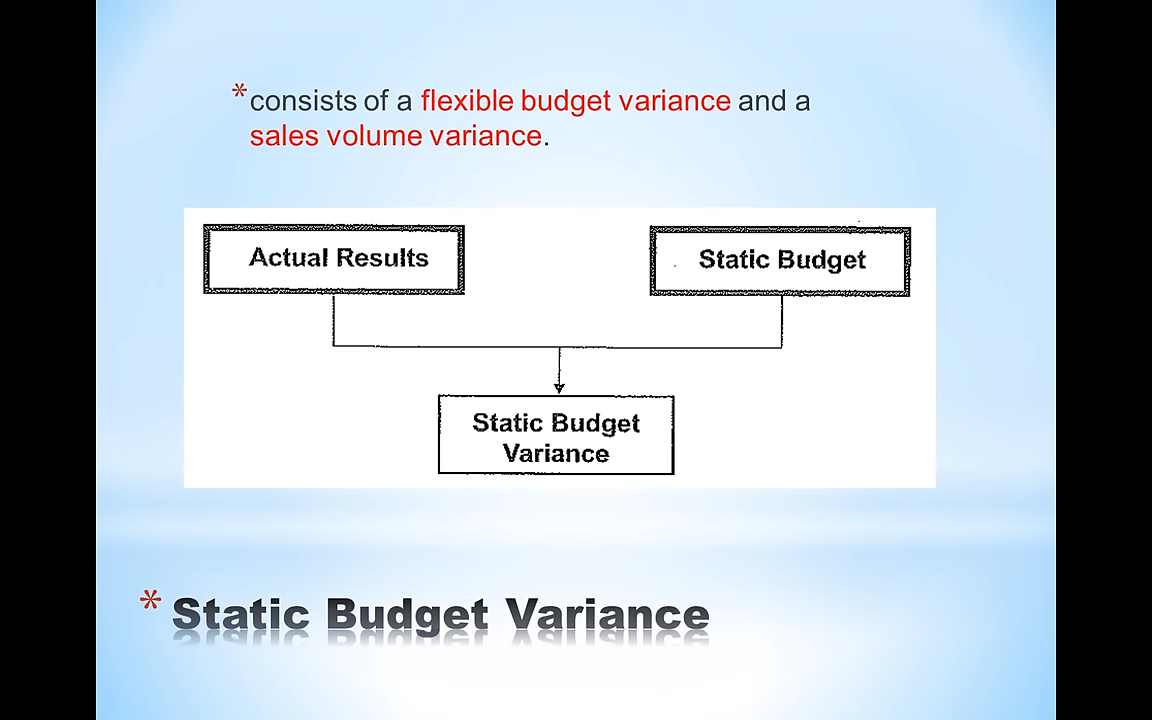 * consists of a flexible budget variance and a
sales volume variance.
Actual Results
Static Budget
Static Budget
Variance
* Static Budget Variance